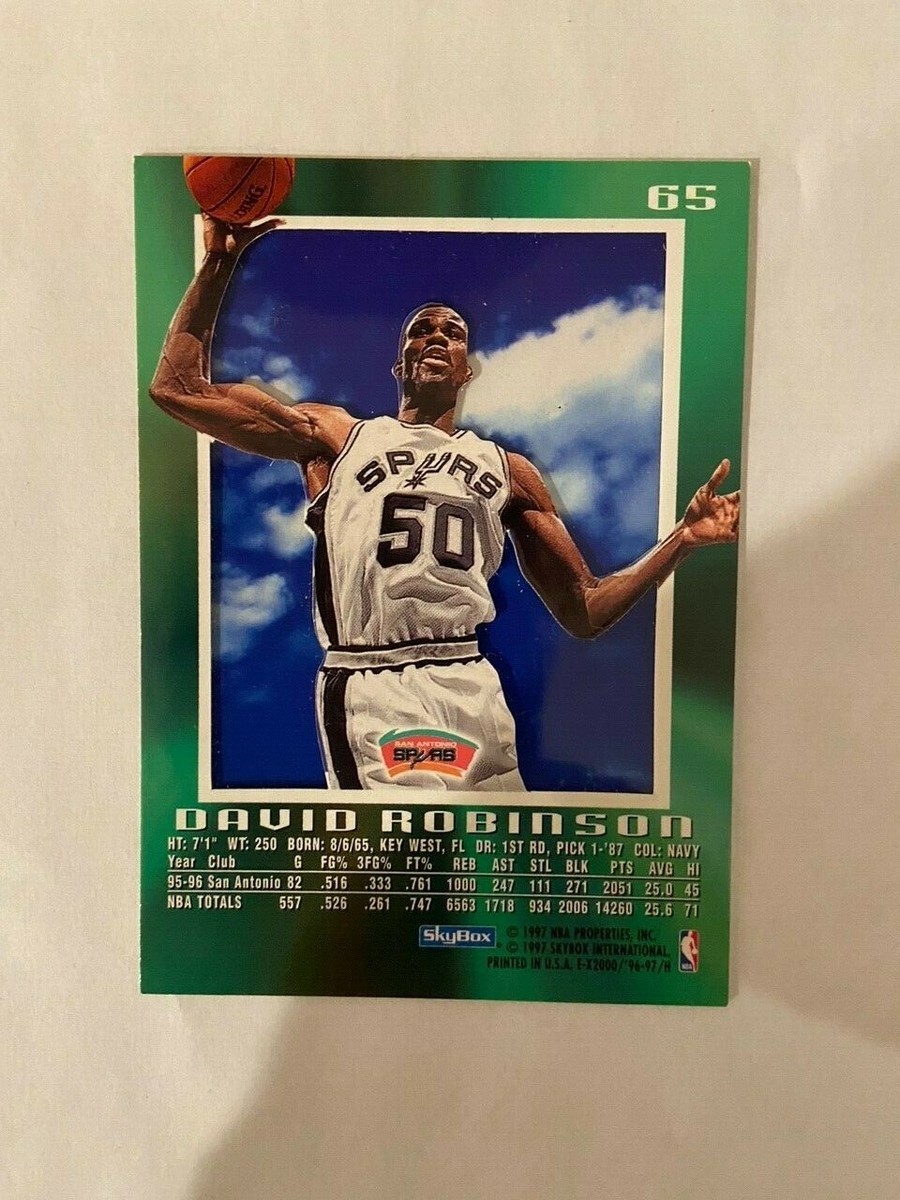 65
SPALDING
SPURS
50
SAN ANTONIO
SPURS
DAVID ROBINSON
HT: 7'1" WT: 250 BORN: 8/6/65, KEY WEST, FL DR: 1ST RD, PICK 1-'87 COL: NAVY
Year Club G FG% 3FG% FT% REB AST STL BLK PTS AVG HI
95-96 San Antonio 82 .516 .333 .761 1000 247 111 271 2051 25.0 45
NBA TOTALS 557 .526 .261 .747 6563 1718 934 2006 14260 25.6 71
SkyBox ® © 1997 NBA PROPERTIES, INC.
© 1997 SKYBOX INTERNATIONAL.
PRINTED IN U.S.A. E-X2000/'96-97/H
NBA